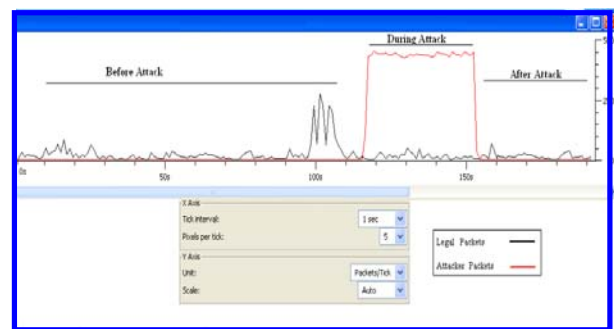 During Attack
Before Attack
After Attack
0s
50s
100s
150s
X Axis
Tick interval:
1 sec
Pixels per tick:
5
Y Axis
Unit:
Packets/Tick
Scale:
Auto
Legal Packets
Attacker Packets